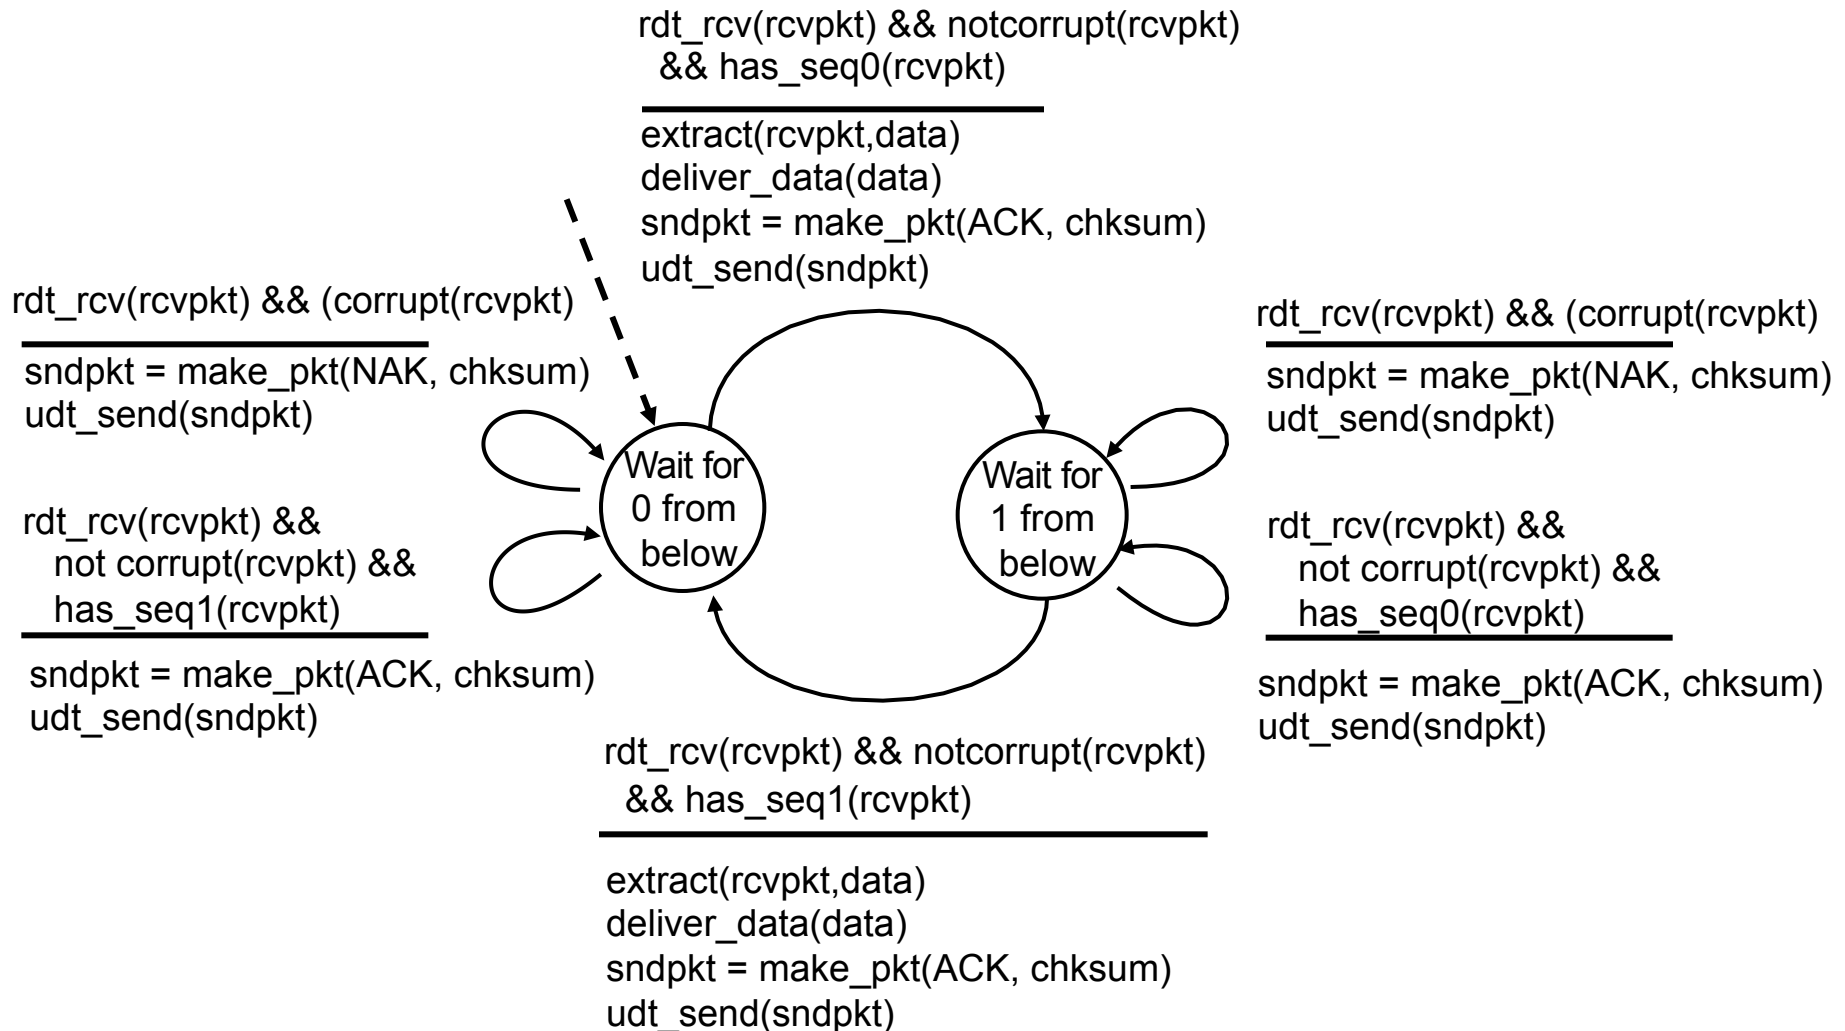 rdt_rcv(rcvpkt) && notcorrupt(rcvpkt)
&& has_seq0(rcvpkt)
extract(rcvpkt,data)
deliver_data(data)
sndpkt = make_pkt(ACK, chksum)
udt_send(sndpkt)
rdt_rcv(rcvpkt) && (corrupt(rcvpkt)
sndpkt = make_pkt(NAK, chksum)
udt_send(sndpkt)
rdt_rcv(rcvpkt) &&
not corrupt(rcvpkt) &&
has_seq1(rcvpkt)
sndpkt = make_pkt(ACK, chksum)
udt_send(sndpkt)
Wait for
0 from
below
Wait for
1 from
below
rdt_rcv(rcvpkt) && (corrupt(rcvpkt)
sndpkt = make_pkt(NAK, chksum)
udt_send(sndpkt)
rdt_rcv(rcvpkt) &&
not corrupt(rcvpkt) &&
has_seq0(rcvpkt)
sndpkt = make_pkt(ACK, chksum)
udt_send(sndpkt)
rdt_rcv(rcvpkt) && notcorrupt(rcvpkt)
&& has_seq1(rcvpkt)
extract(rcvpkt,data)
deliver_data(data)
sndpkt = make_pkt(ACK, chksum)
udt_send(sndpkt)